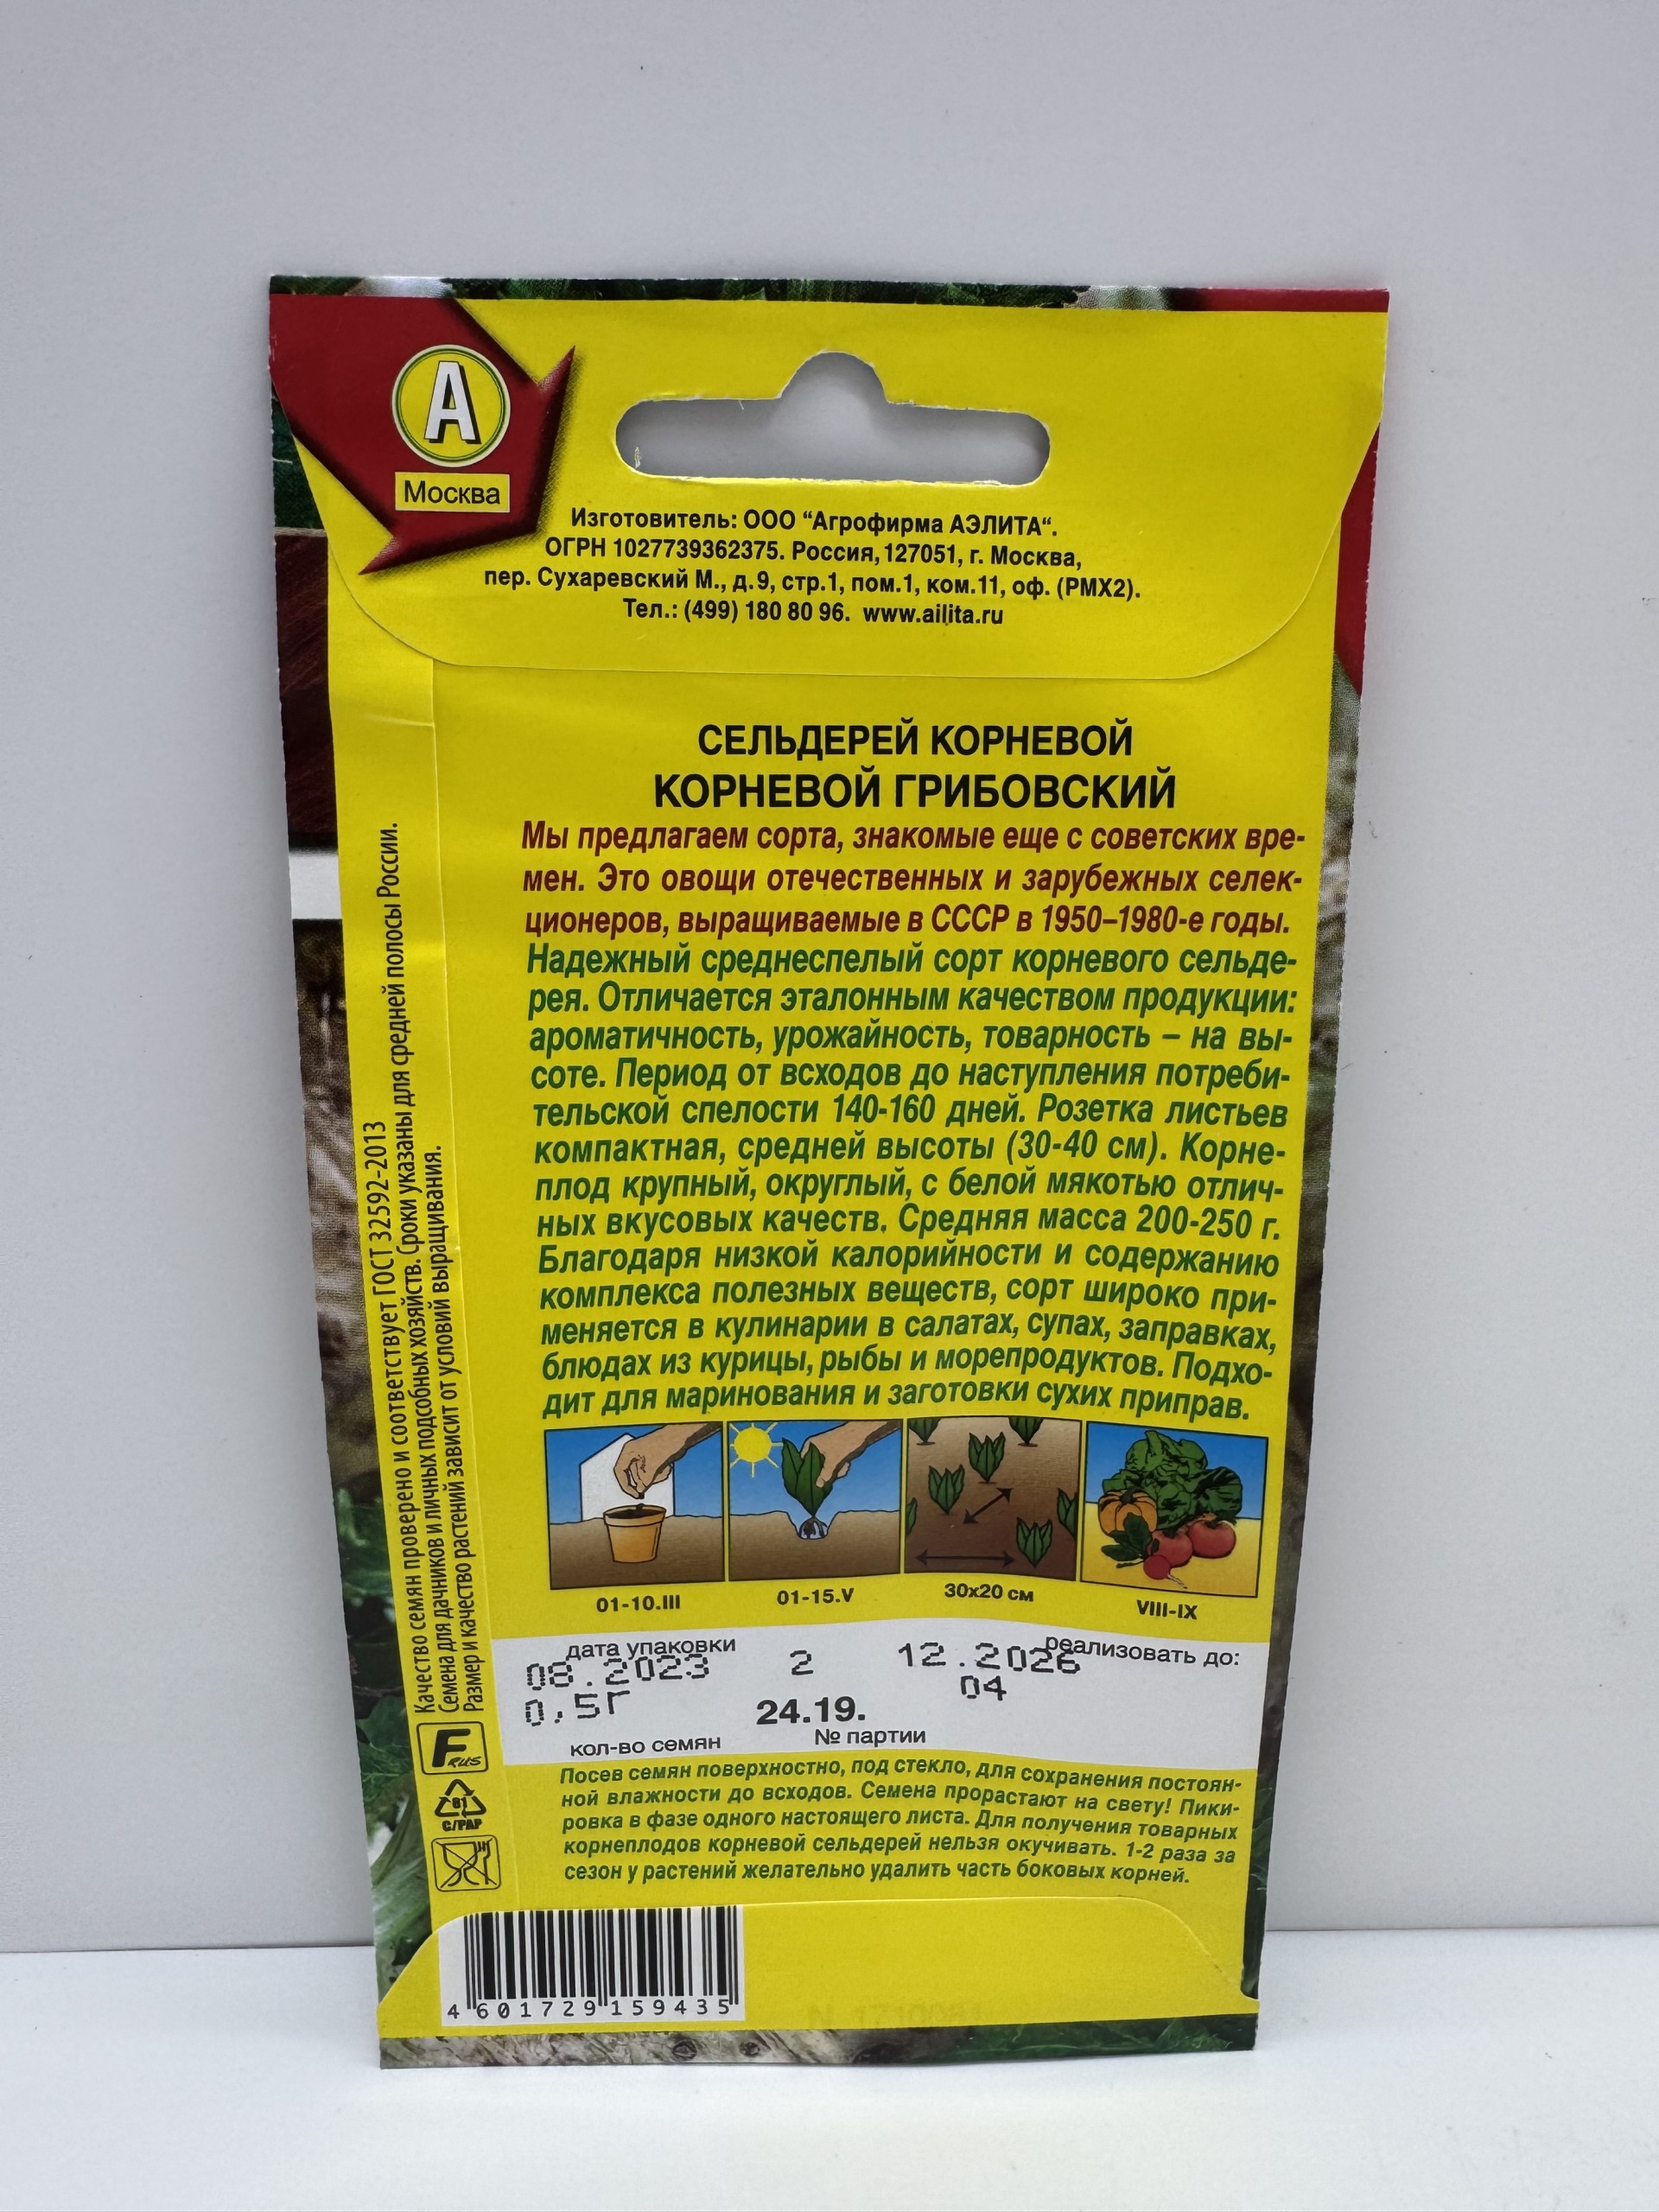 А
Москва
Изготовитель: ООО “Агрофирма АЭЛИТА“.
ОГРН 1027739362375. Россия, 127051, г. Москва,
пер. Сухаревский М., д.9, стр.1, пом.1, ком.11, оф. (РМХ2).
Тел.: (499) 180 80 96. www.ailita.ru
СЕЛЬДЕРЕЙ КОРНЕВОЙ
КОРНЕВОЙ ГРИБОВСКИЙ
Мы предлагаем сорта, знакомые еще с советских вре-
мен. Это овощи отечественных и зарубежных селек-
ционеров, выращиваемые в СССР в 1950–1980-е годы.
Надежный среднеспелый сорт корневого сельде-
рея. Отличается эталонным качеством продукции:
ароматичность, урожайность, товарность – на вы-
соте. Период от всходов до наступления потреби-
тельской спелости 140-160 дней. Розетка листьев
компактная, средней высоты (30-40 см). Корне-
плод крупный, округлый, с белой мякотью отлич-
ных вкусовых качеств. Средняя масса 200-250 г.
Благодаря низкой калорийности и содержанию
комплекса полезных веществ, сорт широко при-
меняется в кулинарии в салатах, супах, заправках,
блюдах из курицы, рыбы и морепродуктов. Подхо-
дит для маринования и заготовки сухих приправ.
01-10.III 01-15.V 30х20 см VIII-IX
дата упаковки реализовать до:
08.2023 2 12.2026
04
0,5Г 24.19.
кол-во семян № партии
Посев семян поверхностно, под стекло, для сохранения постоян-
ной влажности до всходов. Семена прорастают на свету! Пики-
ровка в фазе одного настоящего листа. Для получения товарных
корнеплодов корневой сельдерей нельзя окучивать. 1-2 раза за
сезон у растений желательно удалить часть боковых корней.
Качество семян проверено и соответствует ГОСТ 32592-2013
Семена для дачников и личных подсобных хозяйств. Сроки указаны для средней полосы России.
Размер и качество растений зависит от условий выращивания.
F RUS
81
C/PAP
4 601729 159435